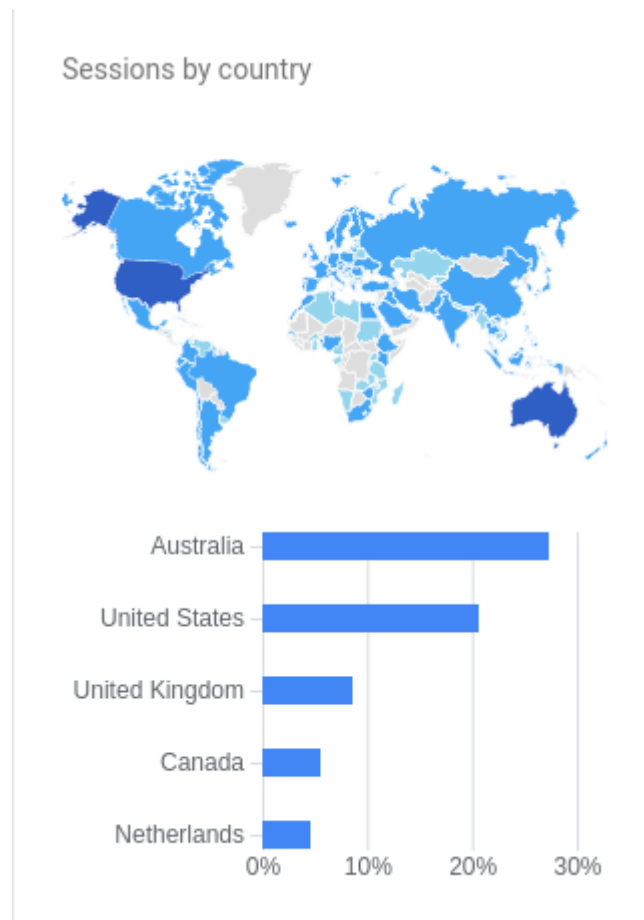 Sessions by country
Australia
United States
United Kingdom
Canada
Netherlands
0% 10% 20% 30%